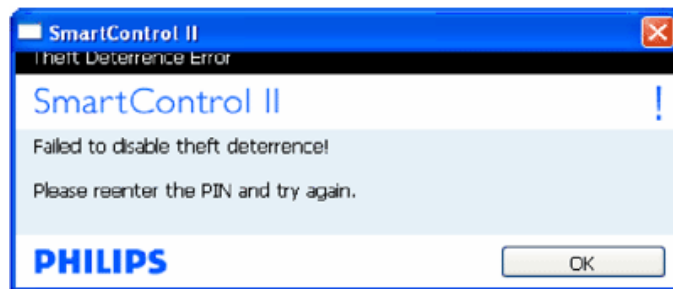 SmartControl II
Theft Deterrence Error
SmartControl II !
Failed to disable theft deterrence!
Please reenter the PIN and try again.
PHILIPS
OK